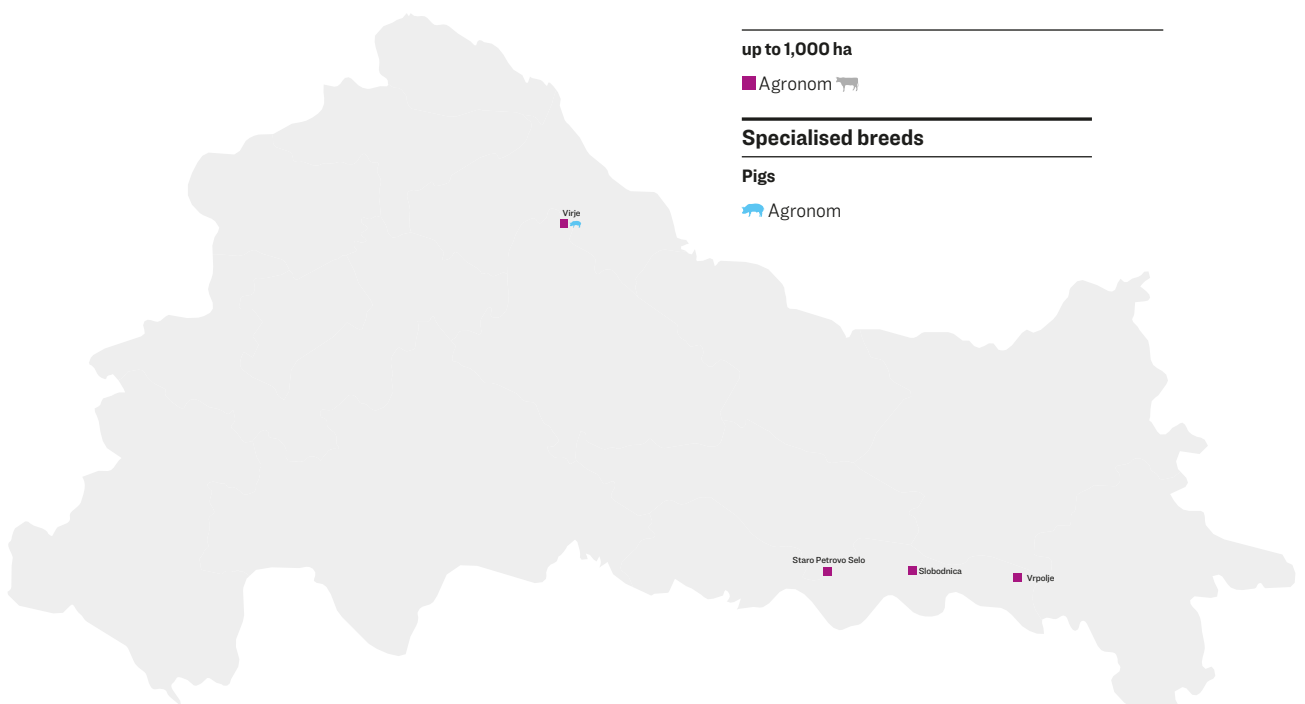 up to 1,000 ha
Agronom
Specialised breeds
Pigs
Agronom
Virje
Staro Petrovo Selo
Slobodnica
Vrpolje